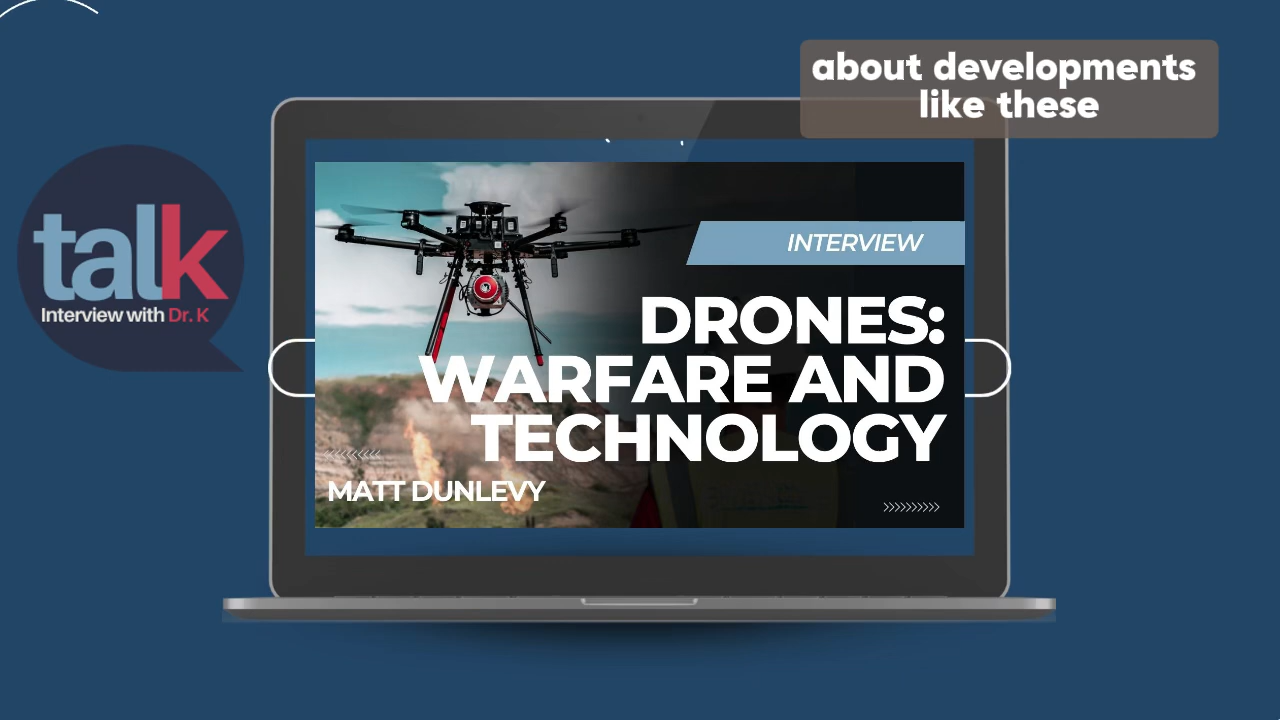 about developments
like these
talk
Interview with Dr. K
INTERVIEW
DRONES:
WARFARE AND
TECHNOLOGY
MATT DUNLEVY